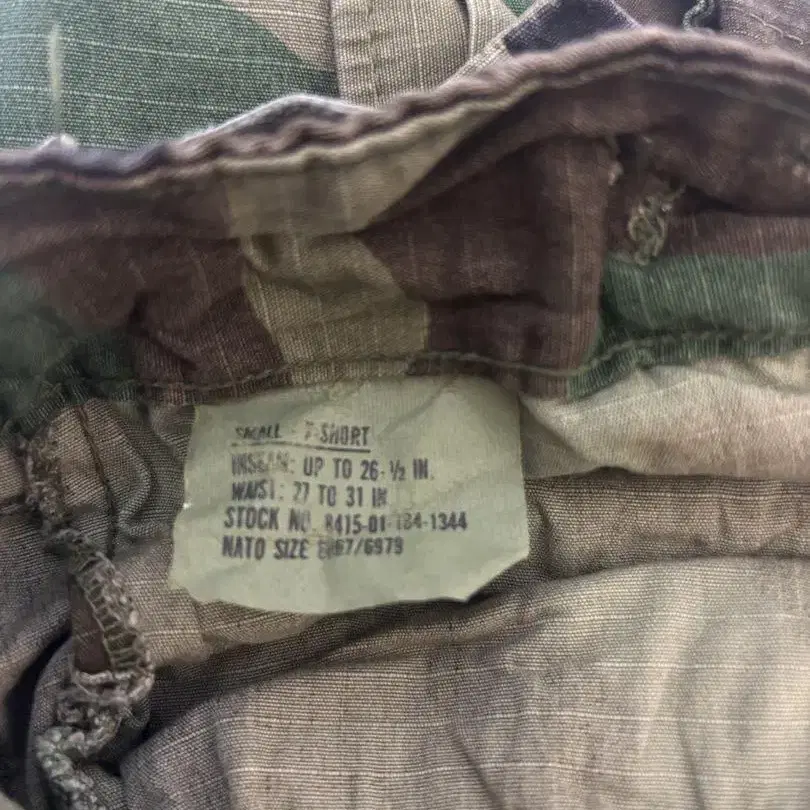 SMALL - X-SHORT
INSEAM: UP TO 26-½ IN.
WAIST: 27 TO 31 IN
STOCK NO. 8415-01-184-1344
NATO SIZE 6967/6979